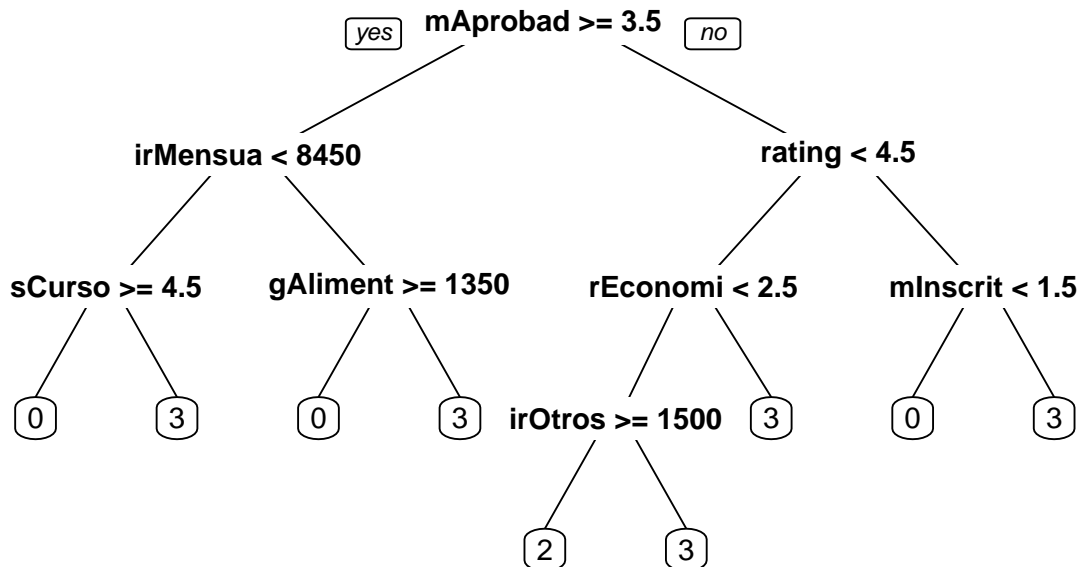 yes mAprobad >= 3.5 no
irMensua < 8450 rating < 4.5
sCurso >= 4.5 gAliment >= 1350 rEconomi < 2.5 mInscrit < 1.5
0 3 0 3 irOtros >= 1500 3 0 3
2 3